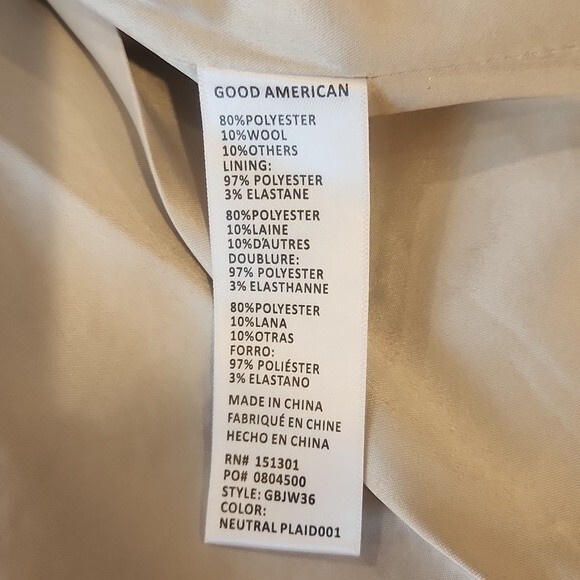 GOOD AMERICAN
80%POLYESTER
10%WOOL
10%OTHERS
LINING:
97% POLYESTER
3% ELASTANE
80%POLYESTER
10%LAINE
10%D'AUTRES
DOUBLURE:
97% POLYESTER
3% ELASTHANNE
80%POLYESTER
10%LANA
10%OTRAS
FORRO:
97% POLIÉSTER
3% ELASTANO
MADE IN CHINA
FABRIQUÉ EN CHINE
HECHO EN CHINA
RN# 151301
PO# 0804500
STYLE: GBJW36
COLOR:
NEUTRAL PLAID001